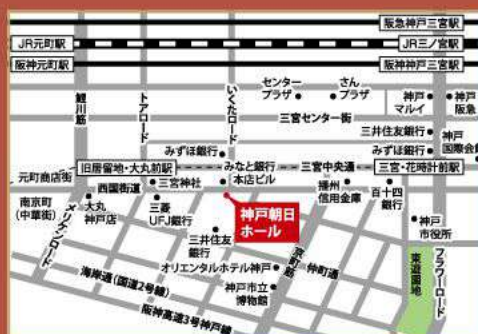 阪急神戸三宮駅
JR元町駅
JR三ノ宮駅
阪神元町駅
阪神神戸三宮駅
鯉川筋
トアロード
いくたロード
センター
プラザ
さん
プラザ
神戸
マルイ
神戸
阪急
三宮センター街
三井住友銀行
みずほ銀行
みずほ銀行
神戸
国際会館
旧居留地・大丸前駅
みなと銀行
本店ビル
三宮中央通
三宮・花時計前駅
元町商店街
西国街道
三宮神社
播州
信用金庫
百十四
銀行
南京町
(中華街)
メリケンロード
大丸
神戸店
三菱
UFJ銀行
神戸朝日
ホール
神戸
市役所
三井住友
銀行
京町筋
仲町通
東遊園地
フラワーロード
海岸通(国道2号線)
オリエンタルホテル神戸
神戸市立
博物館
阪神高速3号神戸線